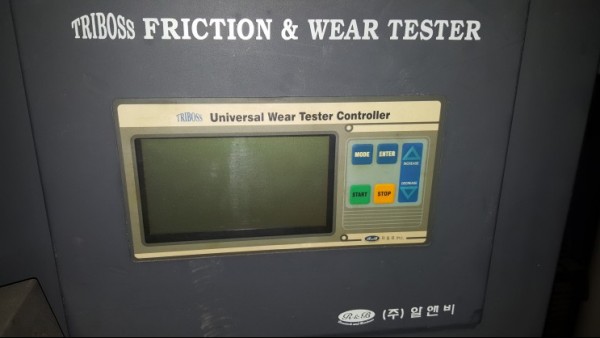 TRIBOSS FRICTION & WEAR TESTER
TRIBOSS Universal Wear Tester Controller
MODE ENTER
START STOP
R&B (주) 알앤비